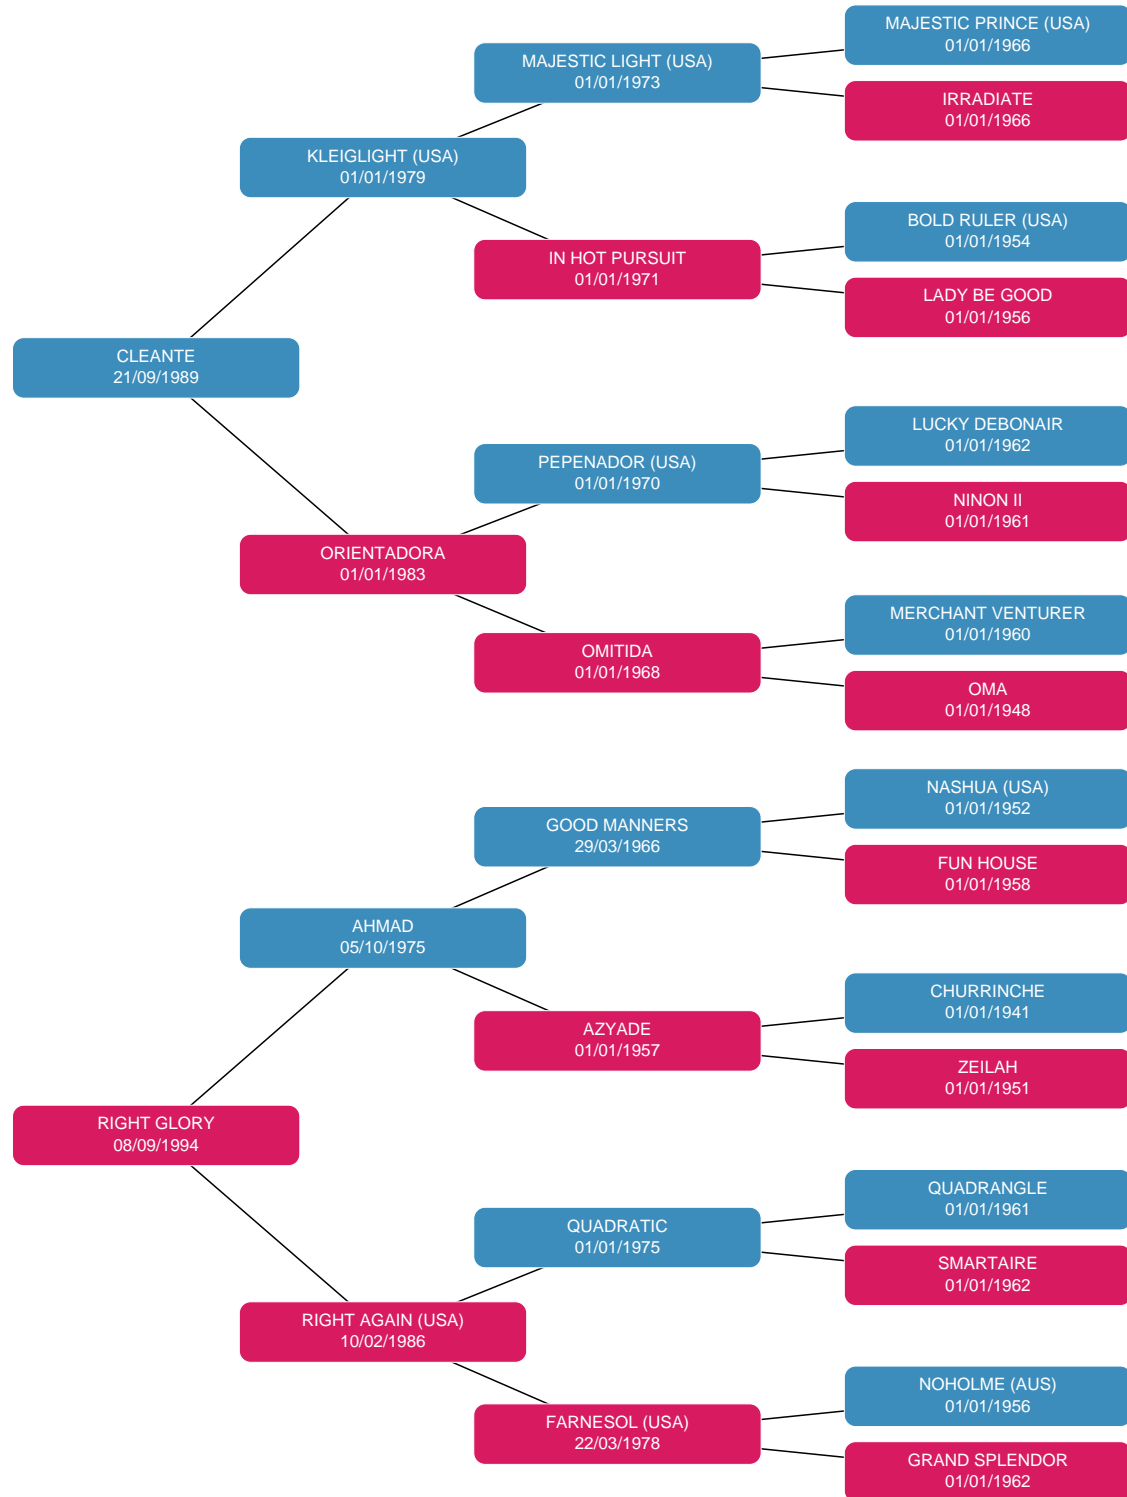 MAJESTIC PRINCE (USA)
01/01/1966
MAJESTIC LIGHT (USA)
01/01/1973
IRRADIATE
01/01/1966
KLEIGLIGHT (USA)
01/01/1979
BOLD RULER (USA)
01/01/1954
IN HOT PURSUIT
01/01/1971
LADY BE GOOD
01/01/1956
CLEANTE
21/09/1989
LUCKY DEBONAIR
01/01/1962
PEPENADOR (USA)
01/01/1970
NINON II
01/01/1961
ORIENTADORA
01/01/1983
MERCHANT VENTURER
01/01/1960
OMITIDA
01/01/1968
OMA
01/01/1948
NASHUA (USA)
01/01/1952
GOOD MANNERS
29/03/1966
FUN HOUSE
01/01/1958
AHMAD
05/10/1975
CHURRINCHE
01/01/1941
AZYADE
01/01/1957
ZEILAH
01/01/1951
RIGHT GLORY
08/09/1994
QUADRANGLE
01/01/1961
QUADRATIC
01/01/1975
SMARTAIRE
01/01/1962
RIGHT AGAIN (USA)
10/02/1986
NOHOLME (AUS)
01/01/1956
FARNESOL (USA)
22/03/1978
GRAND SPLENDOR
01/01/1962